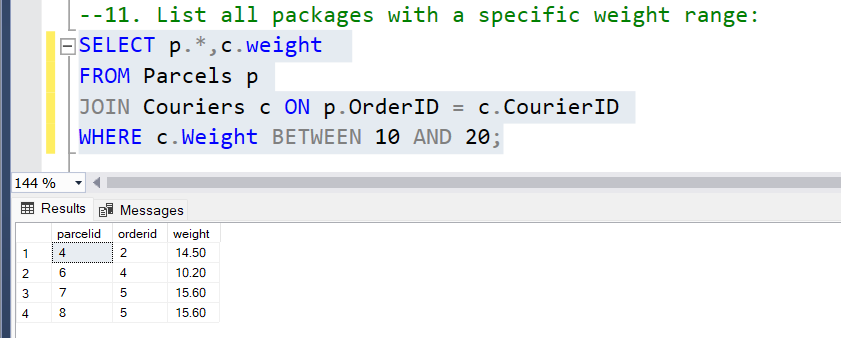 --11. List all packages with a specific weight range:
SELECT p.*,c.weight
FROM Parcels p
JOIN Couriers c ON p.OrderID = c.CourierID
WHERE c.Weight BETWEEN 10 AND 20;
144 %
Results Messages
parcelid orderid weight
1 4 2 14.50
2 6 4 10.20
3 7 5 15.60
4 8 5 15.60